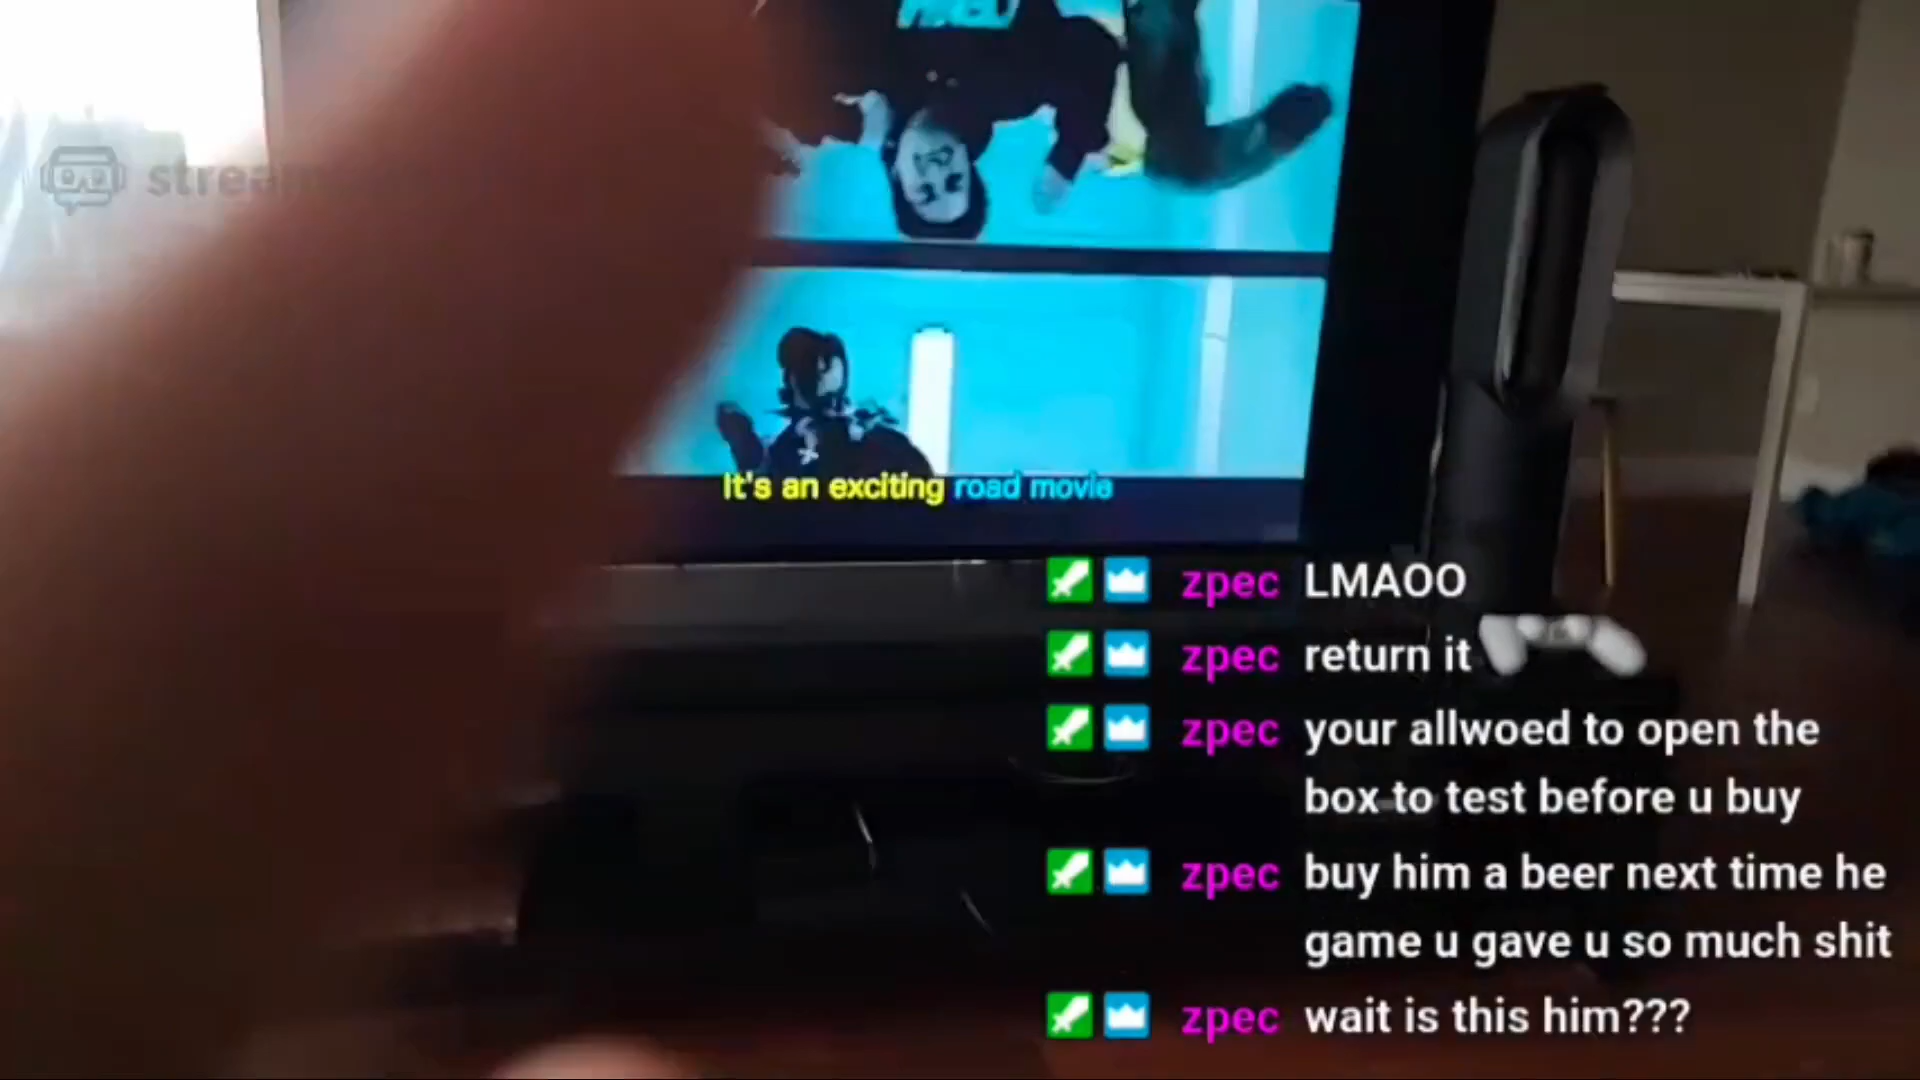 strea
It's an exciting road movie
zpec LMAOO
zpec return it
zpec your allwoed to open the
box to test before u buy
zpec buy him a beer next time he
game u gave u so much shit
zpec wait is this him???